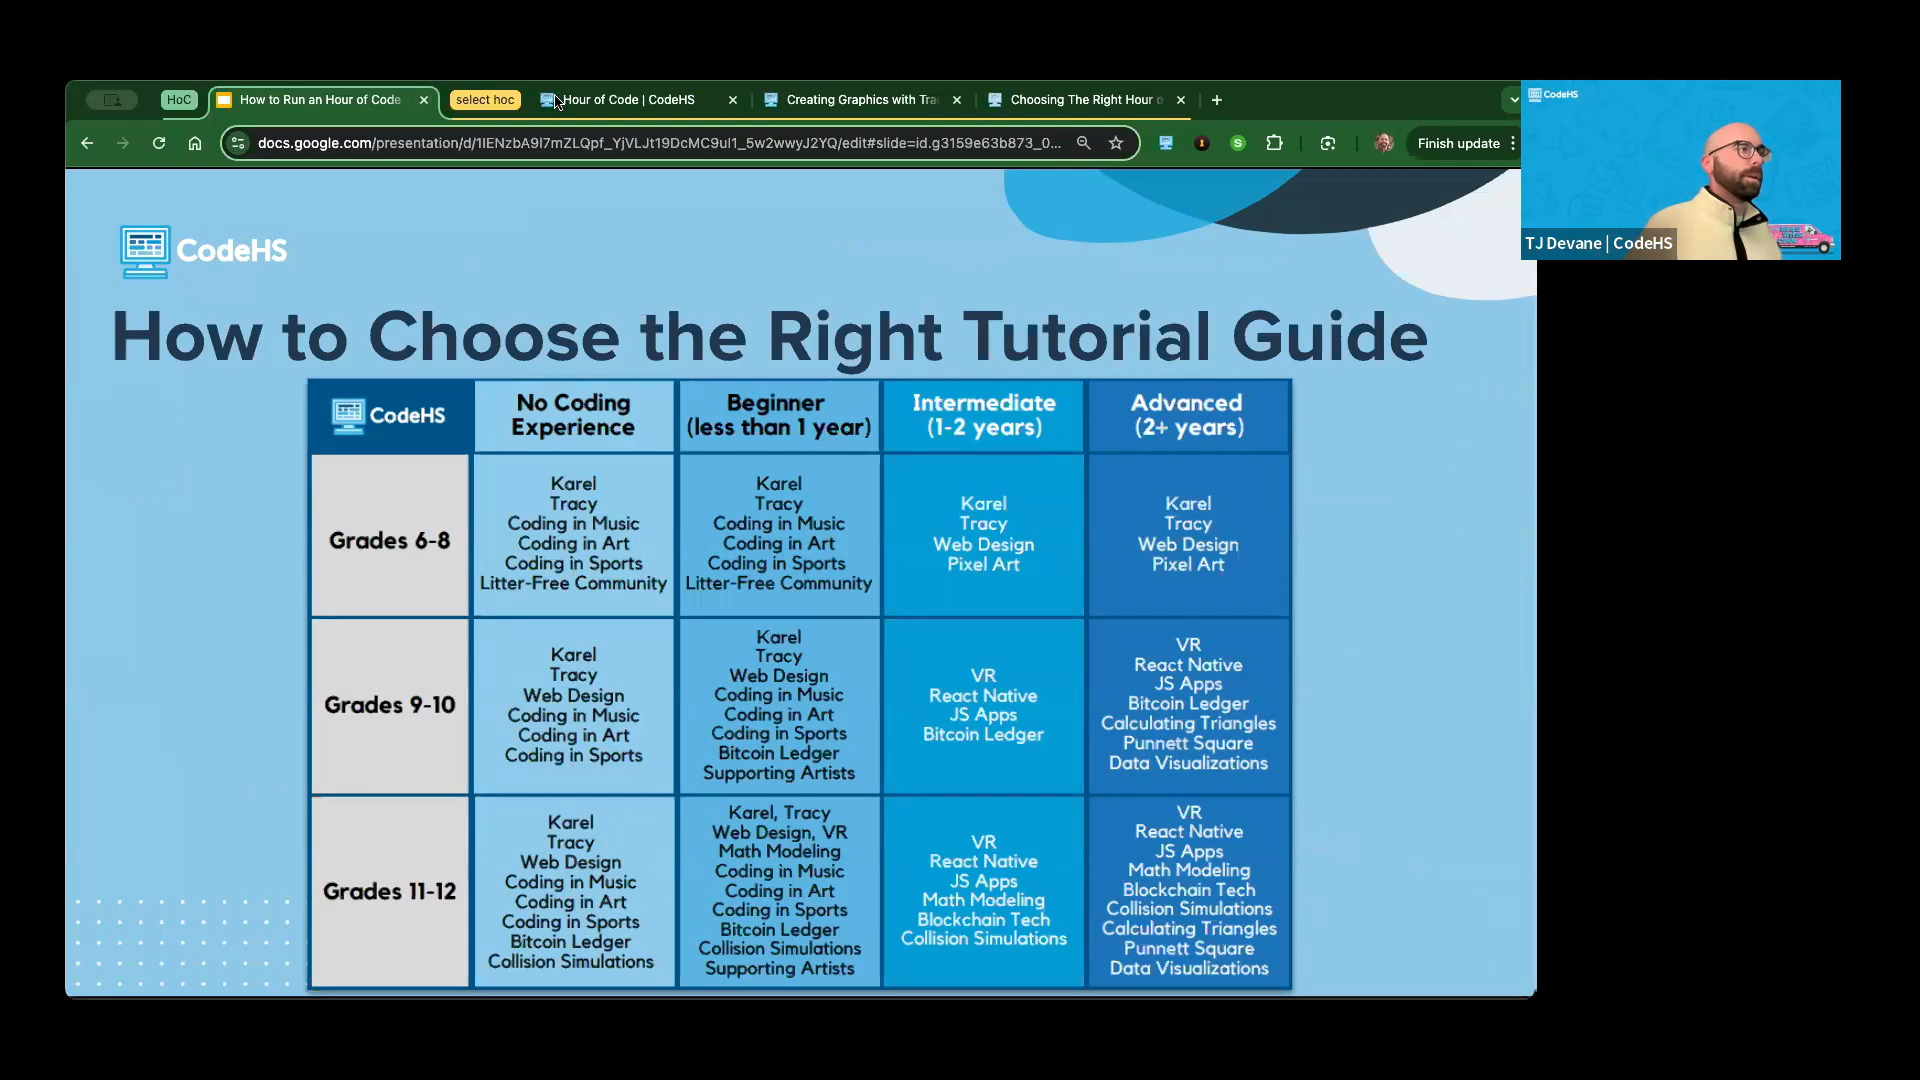 HoC
How to Run an Hour of Code
select hoc
Hour of Code | CodeHS
Creating Graphics with Tra
Choosing The Right Hour o
docs.google.com/presentation/d/1IENzbA9l7mZLQpf_YjVLJt19DcMC9uI1_5w2wwyJ2YQ/edit#slide=id.g3159e63b873_0...
Finish update
CodeHS
TJ Devane | CodeHS
CodeHS
How to Choose the Right Tutorial Guide
CodeHS
No Coding
Experience
Beginner
(less than 1 year)
Intermediate
(1-2 years)
Advanced
(2+ years)
Grades 6-8
Karel
Tracy
Coding in Music
Coding in Art
Coding in Sports
Litter-Free Community
Karel
Tracy
Coding in Music
Coding in Art
Coding in Sports
Litter-Free Community
Karel
Tracy
Web Design
Pixel Art
Karel
Tracy
Web Design
Pixel Art
Grades 9-10
Karel
Tracy
Web Design
Coding in Music
Coding in Art
Coding in Sports
Karel
Tracy
Web Design
Coding in Music
Coding in Art
Coding in Sports
Bitcoin Ledger
Supporting Artists
VR
React Native
JS Apps
Bitcoin Ledger
VR
React Native
JS Apps
Bitcoin Ledger
Calculating Triangles
Punnett Square
Data Visualizations
Grades 11-12
Karel
Tracy
Web Design
Coding in Music
Coding in Art
Coding in Sports
Bitcoin Ledger
Collision Simulations
Karel, Tracy
Web Design, VR
Math Modeling
Coding in Music
Coding in Art
Coding in Sports
Bitcoin Ledger
Collision Simulations
Supporting Artists
VR
React Native
JS Apps
Math Modeling
Blockchain Tech
Collision Simulations
VR
React Native
JS Apps
Math Modeling
Blockchain Tech
Collision Simulations
Calculating Triangles
Punnett Square
Data Visualizations